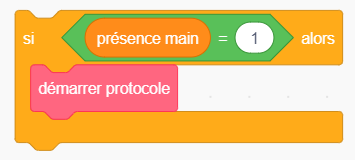 si présence main = 1 alors
démarrer protocole